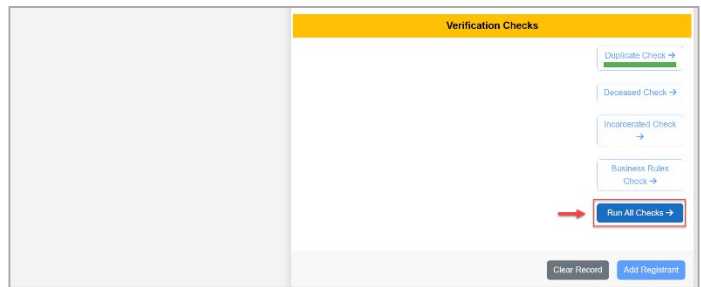 Verification Checks
Duplicate Check →
Deceased Check →
Incarcerated Check
→
Business Rules
Check →
Run All Checks →
Clear Record
Add Registrant